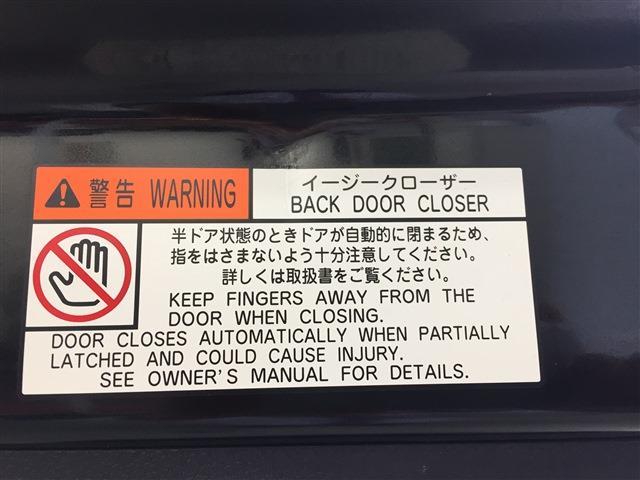 警告 WARNING
イージークローザー
BACK DOOR CLOSER
半ドア状態のときドアが自動的に閉まるため、
指をはさまないよう十分注意してください。
詳しくは取扱書をご覧ください。
KEEP FINGERS AWAY FROM THE
DOOR WHEN CLOSING.
DOOR CLOSES AUTOMATICALLY WHEN PARTIALLY
LATCHED AND COULD CAUSE INJURY.
SEE OWNER'S MANUAL FOR DETAILS.